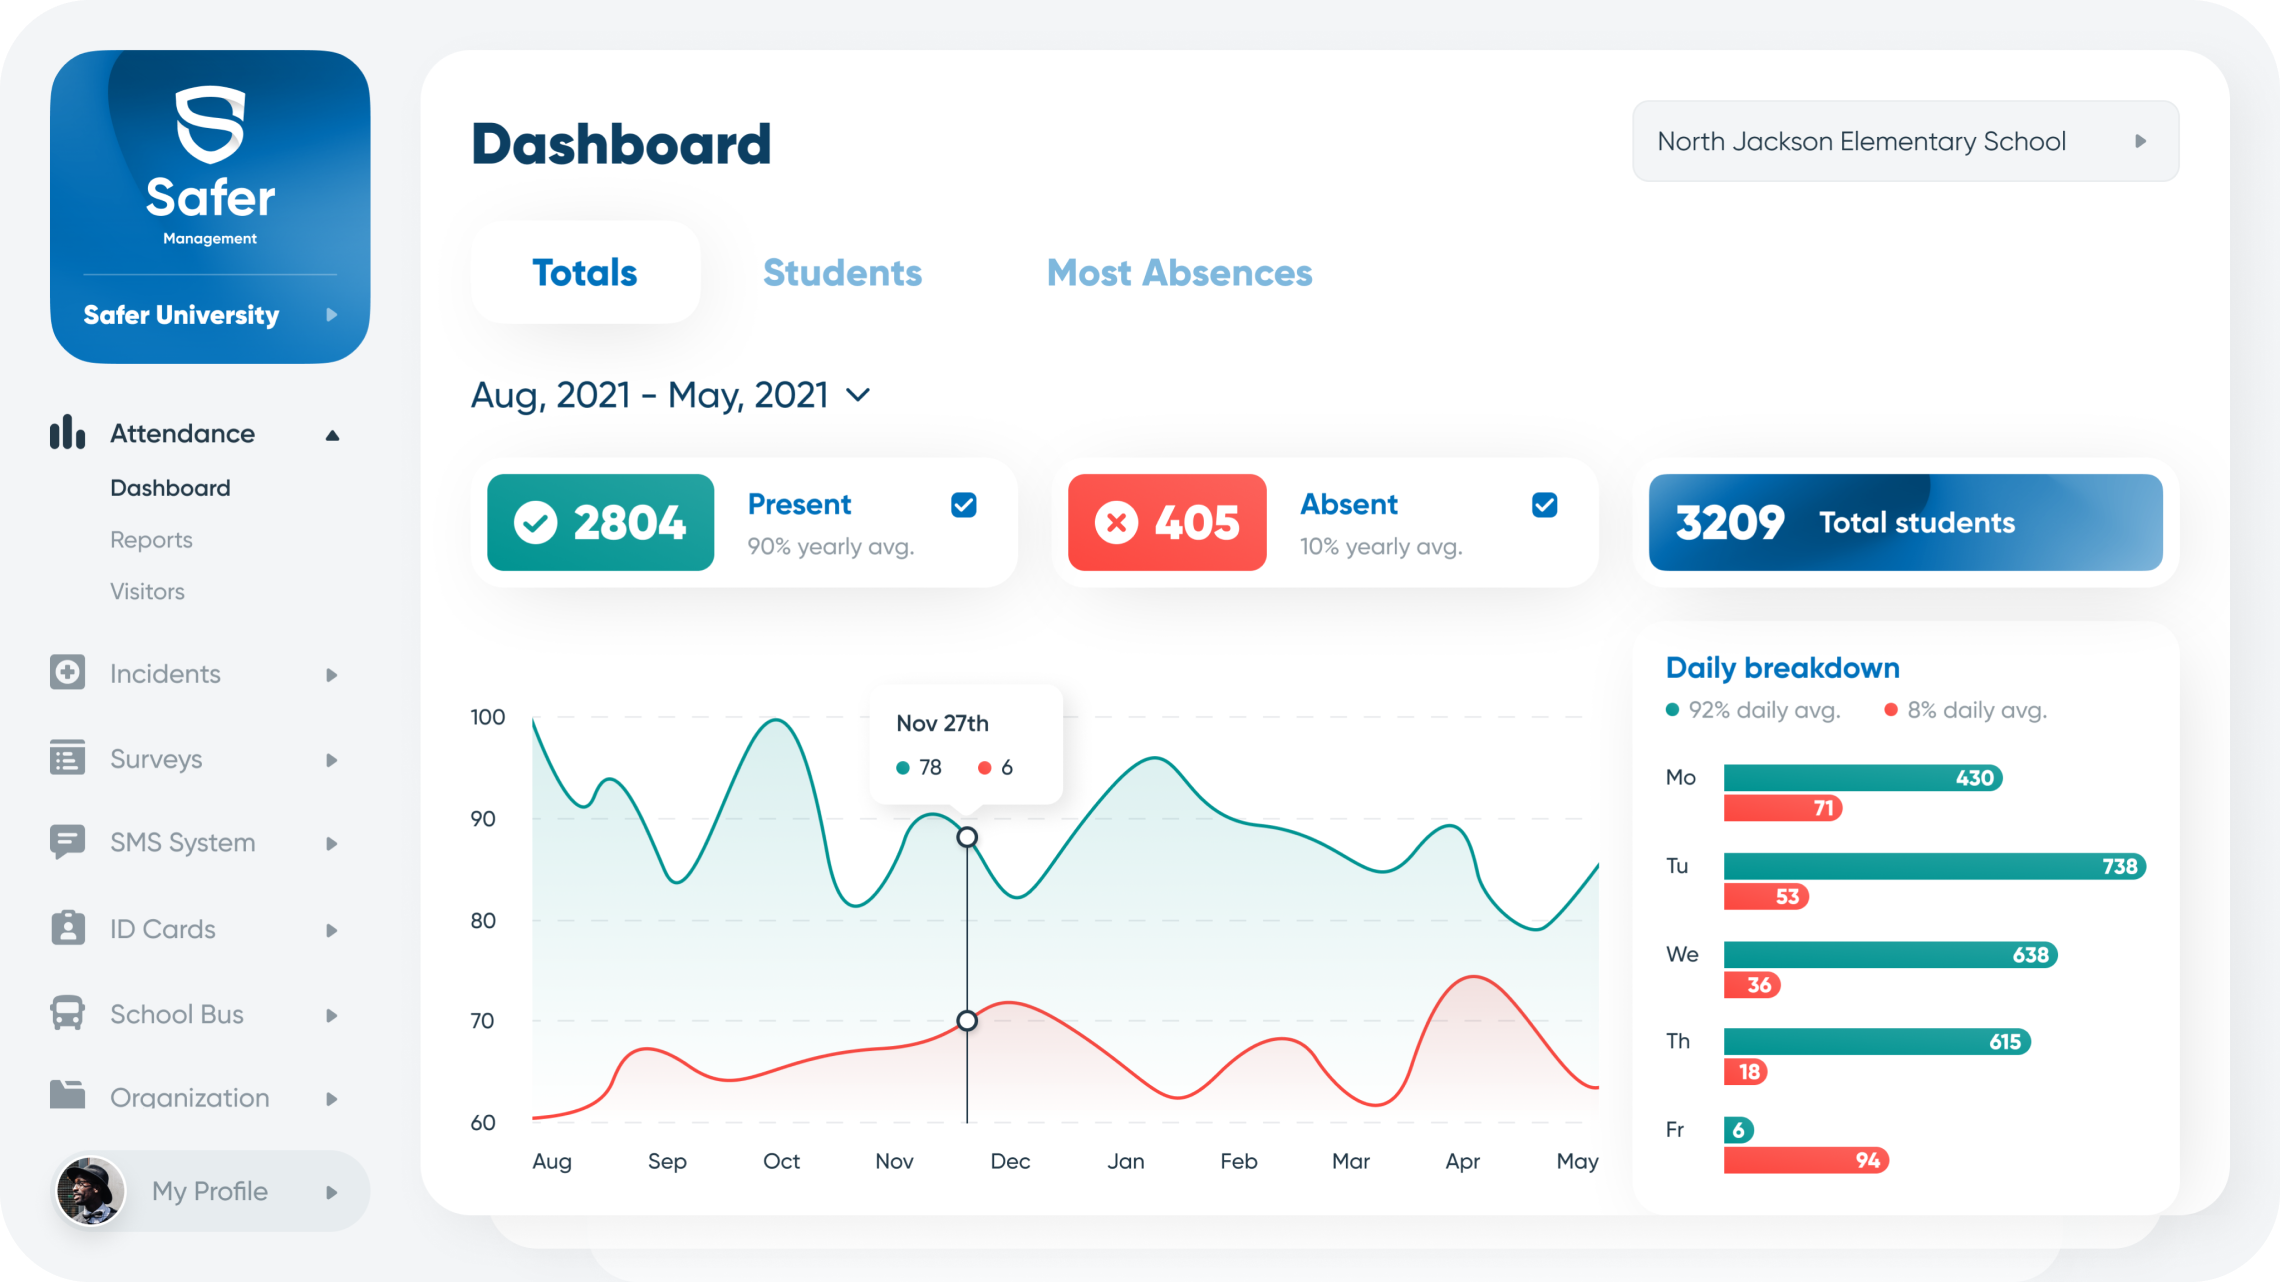 Safer
Management
Safer University
Attendance
Dashboard
Reports
Visitors
Incidents
Surveys
SMS System
ID Cards
School Bus
Organization
My Profile
Dashboard
North Jackson Elementary School
Totals
Students
Most Absences
Aug, 2021 - May, 2021
2804
Present
90% yearly avg.
405
Absent
10% yearly avg.
3209 Total students
100
90
80
70
60
Nov 27th
78 6
Aug Sep Oct Nov Dec Jan Feb Mar Apr May
Daily breakdown
92% daily avg. 8% daily avg.
Mo
430
71
Tu
738
53
We
638
36
Th
615
18
Fr
6
94